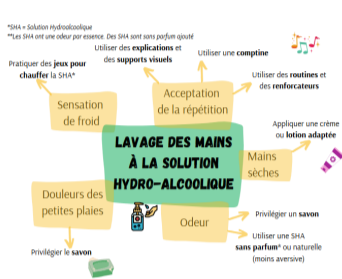 *SHA = Solution Hydroalcoolique
**Les SHA ont une odeur par essence. Des SHA sont sans parfum ajouté
Utiliser des explications et
des supports visuels
Utiliser une comptine
Pratiquer des jeux pour
chauffer la SHA*
Utiliser des routines et
des renforcateurs
Sensation
de froid
Acceptation
de la répétition
Appliquer une crème
ou lotion adaptée
LAVAGE DES MAINS
À LA SOLUTION
HYDRO-ALCOOLIQUE
Mains
sèches
Douleurs des
petites plaies
Odeur
Privilégier un savon
Utiliser une SHA
sans parfum* ou naturelle
(moins aversive)
Privilégier le savon